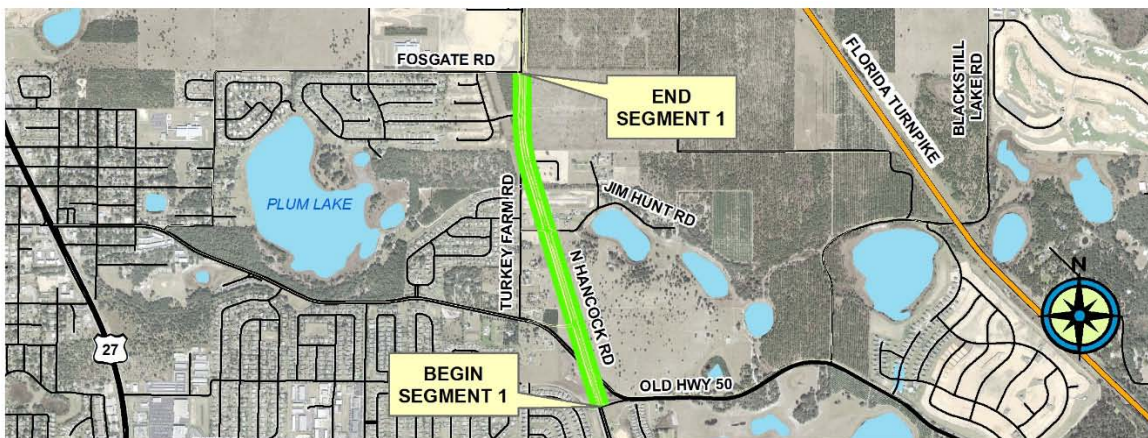 FOSGATE RD
END
SEGMENT 1
FLORIDA TURNPIKE
BLACKSTILL
LAKE RD
PLUM LAKE
TURKEY FARM RD
JIM HUNT RD
N HANCOCK RD
N
27
BEGIN
SEGMENT 1
OLD HWY 50